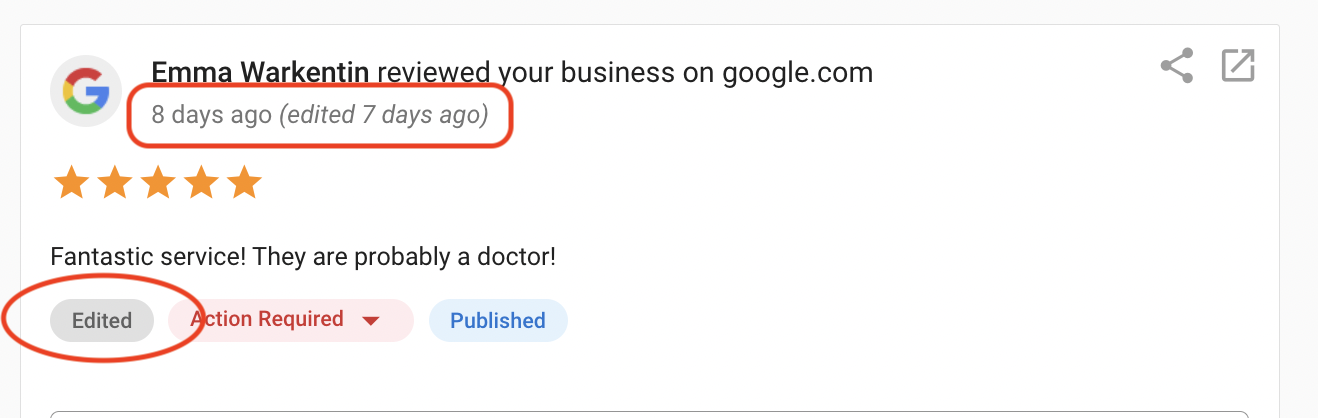 Emma Warkentin reviewed your business on google.com
8 days ago (edited 7 days ago)
Fantastic service! They are probably a doctor!
Edited Action Required Published